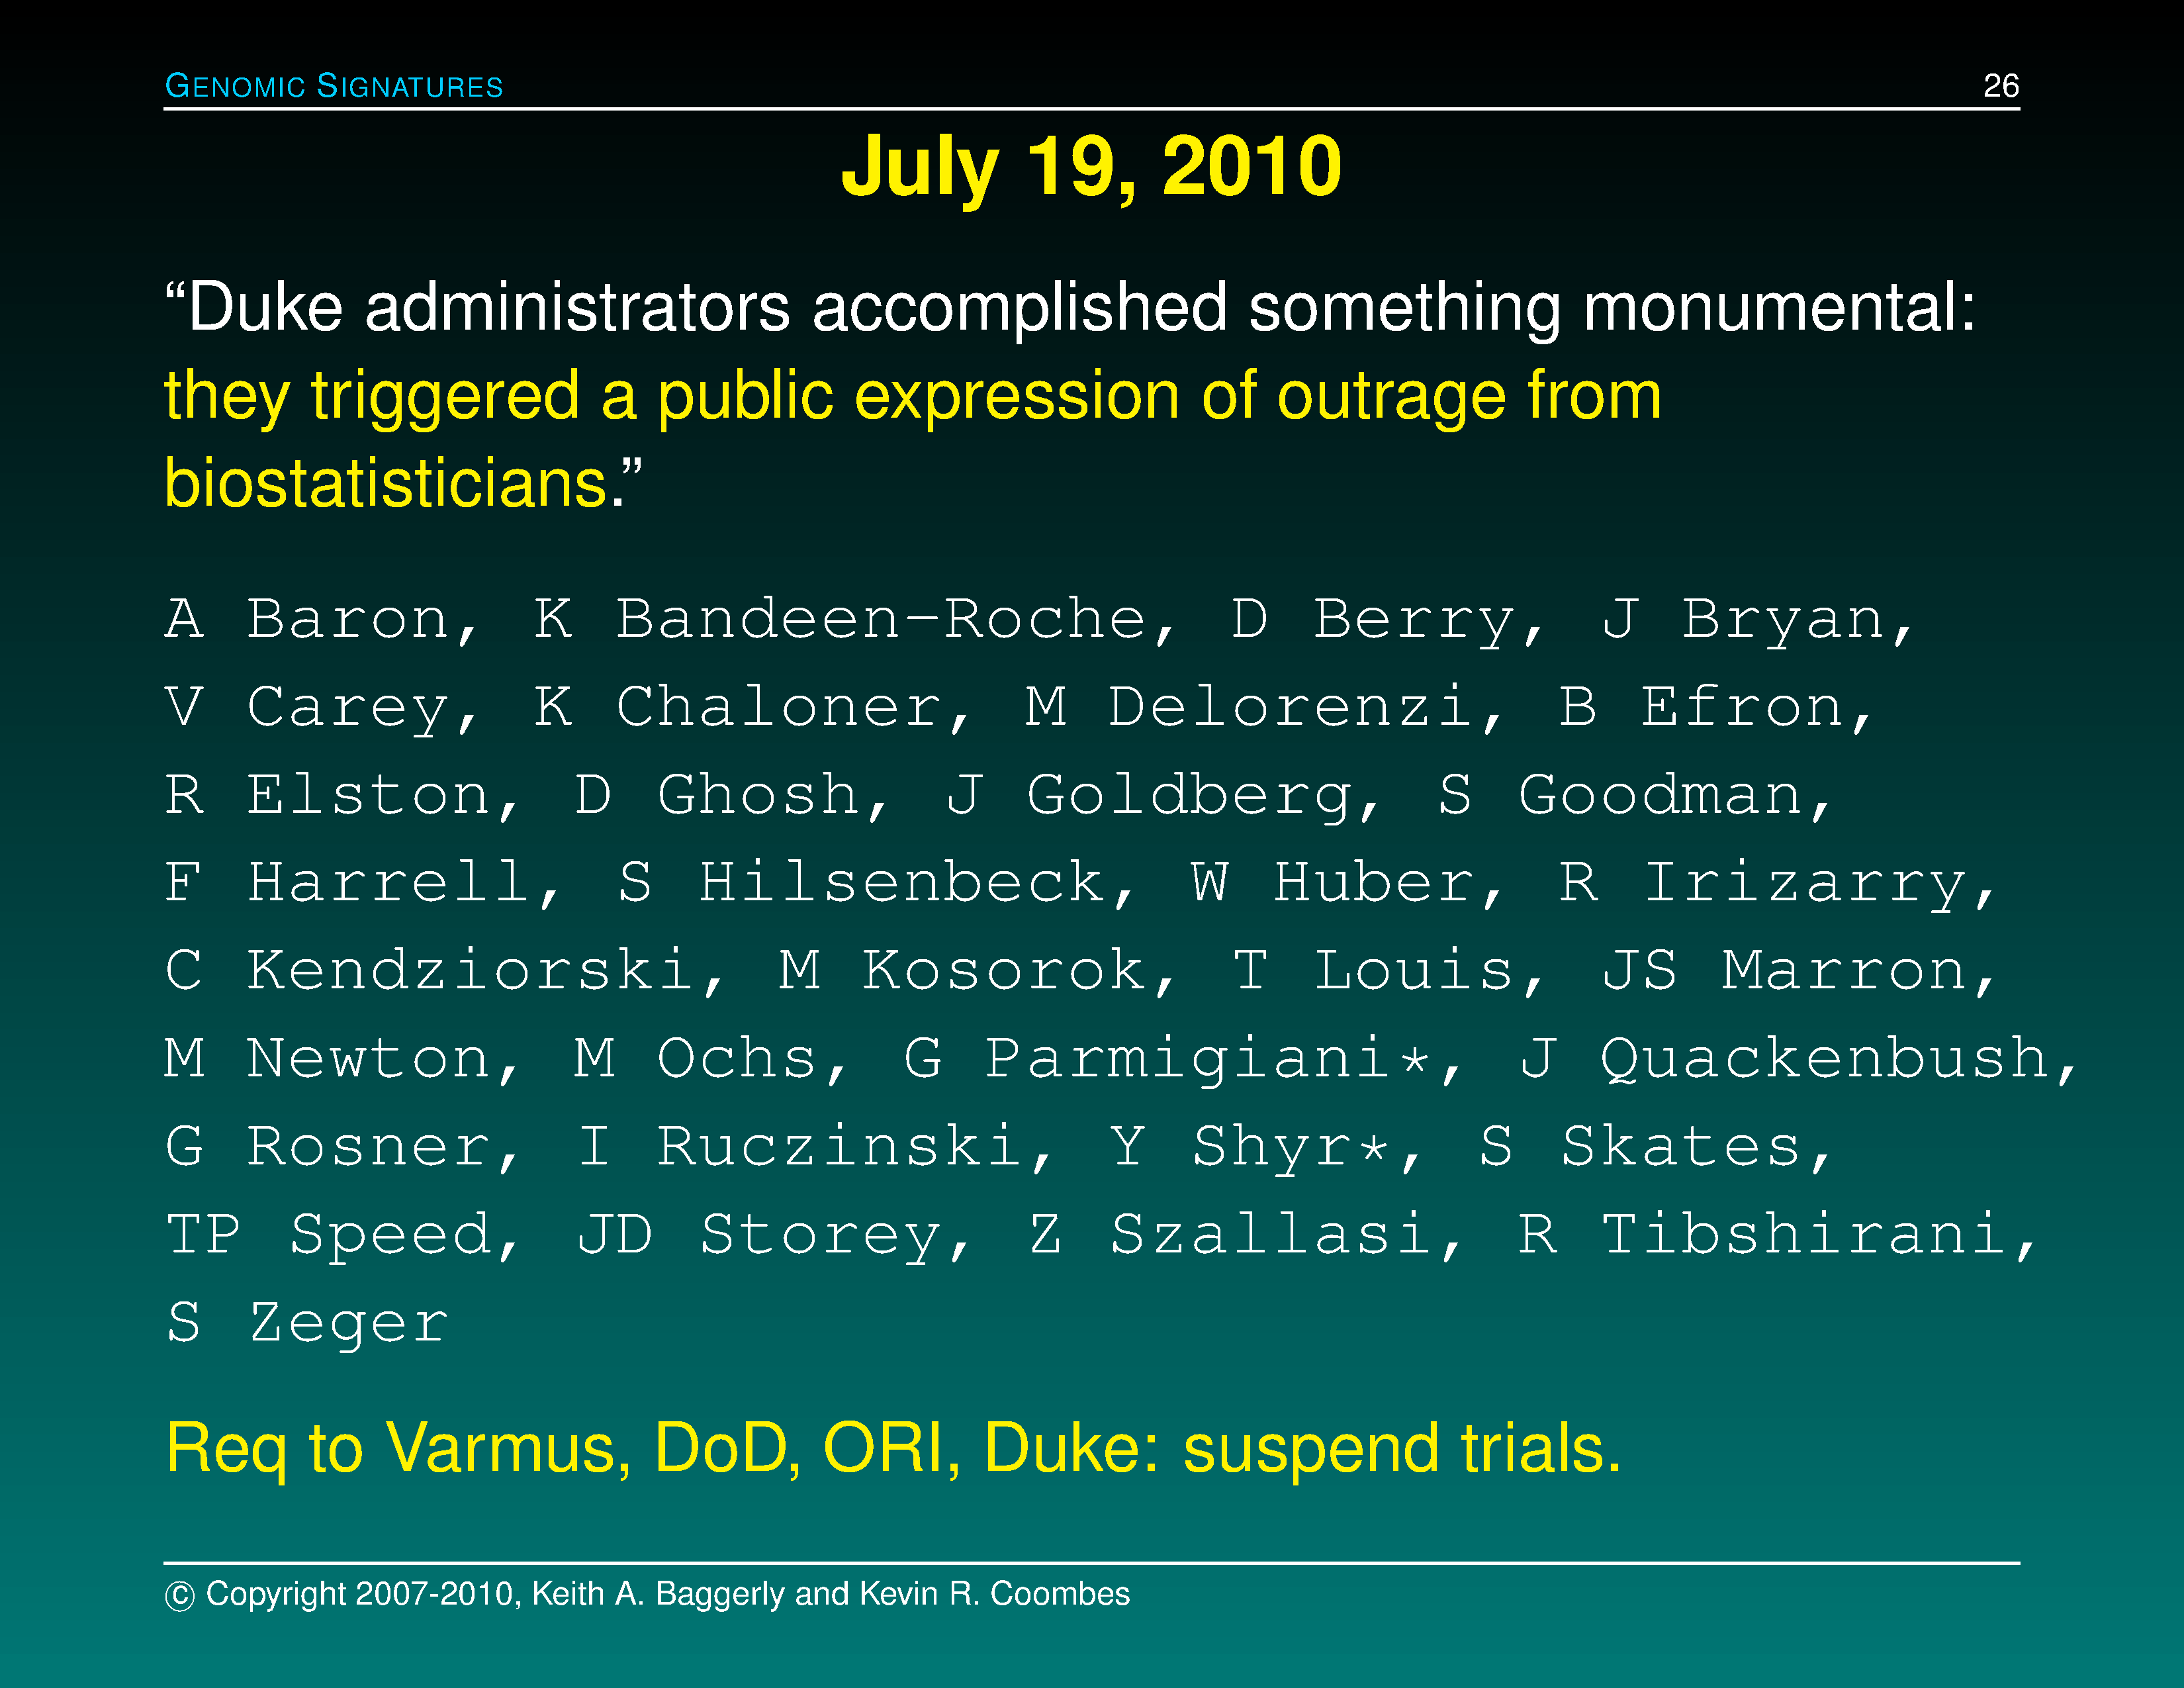 GENOMIC SIGNATURES 26
July 19, 2010
“Duke administrators accomplished something monumental:
they triggered a public expression of outrage from
biostatisticians.”
A Baron, K Bandeen-Roche, D Berry, J Bryan,
V Carey, K Chaloner, M Delorenzi, B Efron,
R Elston, D Ghosh, J Goldberg, S Goodman,
F Harrell, S Hilsenbeck, W Huber, R Irizarry,
C Kendziorski, M Kosorok, T Louis, JS Marron,
M Newton, M Ochs, G Parmigiani*, J Quackenbush,
G Rosner, I Ruczinski, Y Shyr*, S Skates,
TP Speed, JD Storey, Z Szallasi, R Tibshirani,
S Zeger
Req to Varmus, DoD, ORI, Duke: suspend trials.
© Copyright 2007-2010, Keith A. Baggerly and Kevin R. Coombes